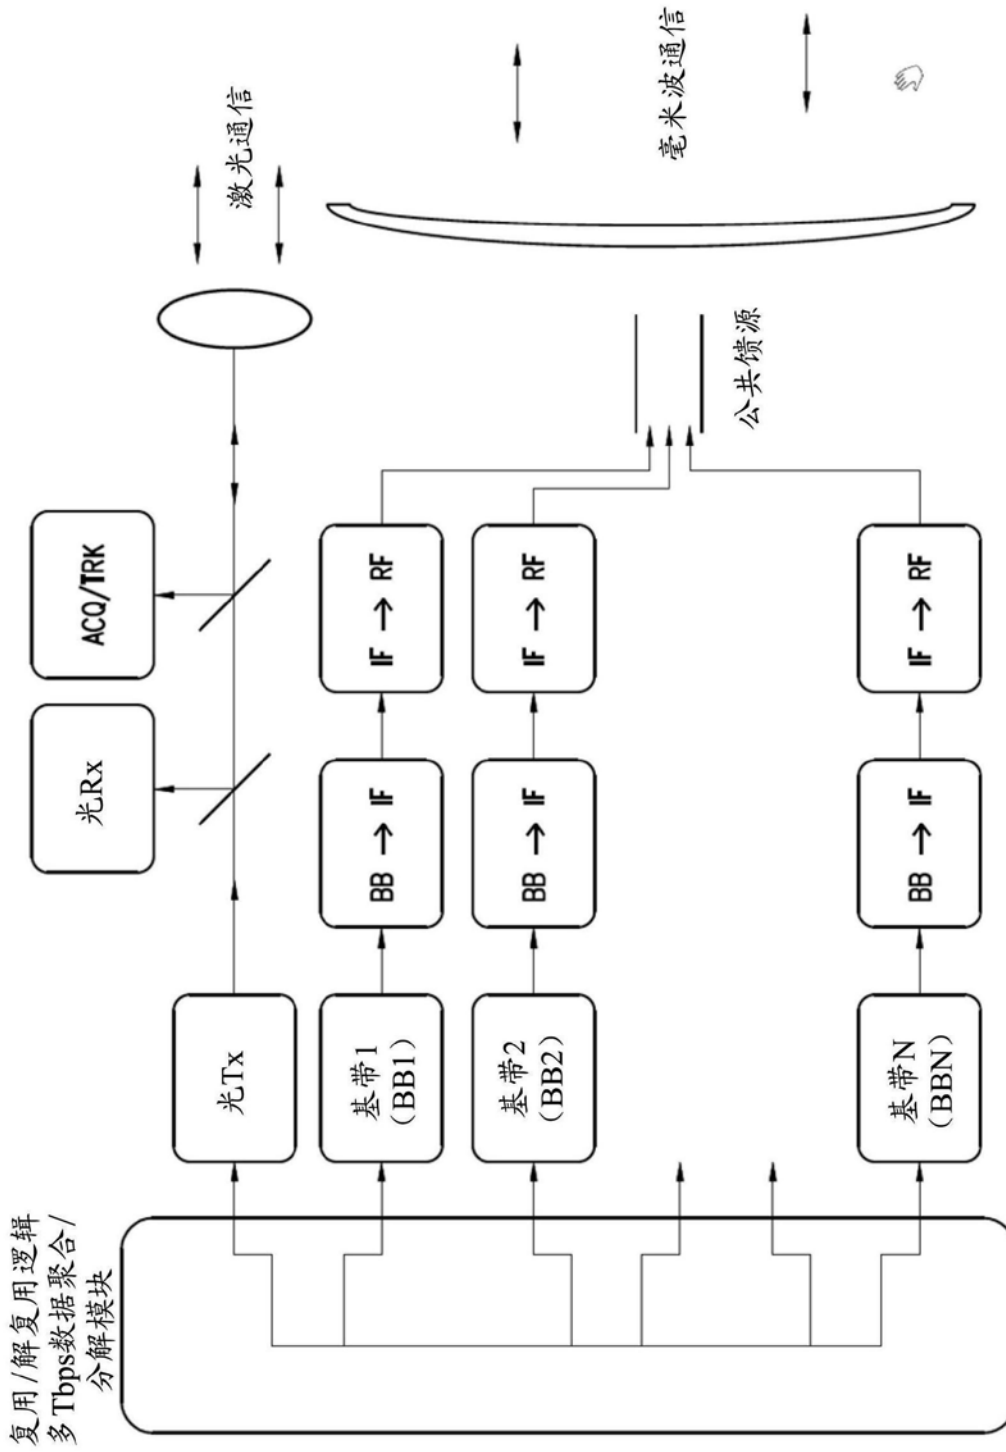 复用/解复用逻辑
多Tbps数据聚合/
分解模块
光Tx
光Rx
ACQ/TRK
激光通信
基带1
(BB1)
BB → IF
IF → RF
基带2
(BB2)
BB → IF
IF → RF
基带N
(BBN)
BB → IF
IF → RF
公共馈源
毫米波通信